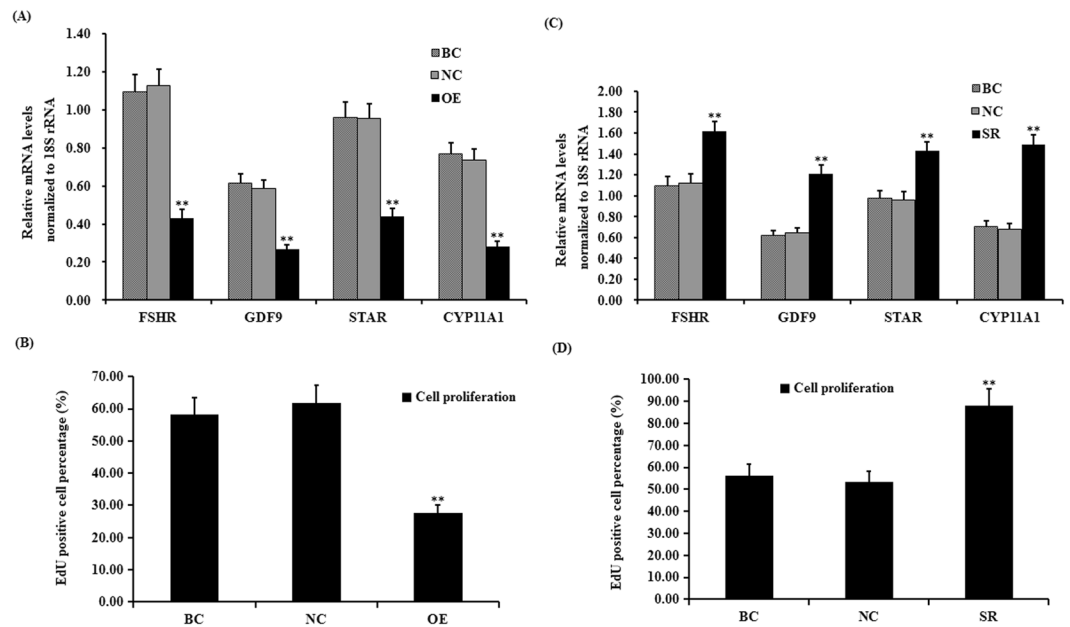 (A)
Relative mRNA levels
normalized to 18S rRNA
1.40
1.20
1.00
0.80
0.60
0.40
0.20
0.00
BC
NC
OE
**
**
**
**
FSHR GDF9 STAR CYP11A1
(C)
Relative mRNA levels
normalized to 18S rRNA
2.00
1.80
1.60
1.40
1.20
1.00
0.80
0.60
0.40
0.20
0.00
BC
NC
SR
**
**
**
**
FSHR GDF9 STAR CYP11A1
(B)
EdU positive cell percentage (%)
70.00
60.00
50.00
40.00
30.00
20.00
10.00
0.00
Cell proliferation
**
BC NC OE
(D)
EdU positive cell percentage (%)
100.00
90.00
80.00
70.00
60.00
50.00
40.00
30.00
20.00
10.00
0.00
Cell proliferation
**
BC NC SR